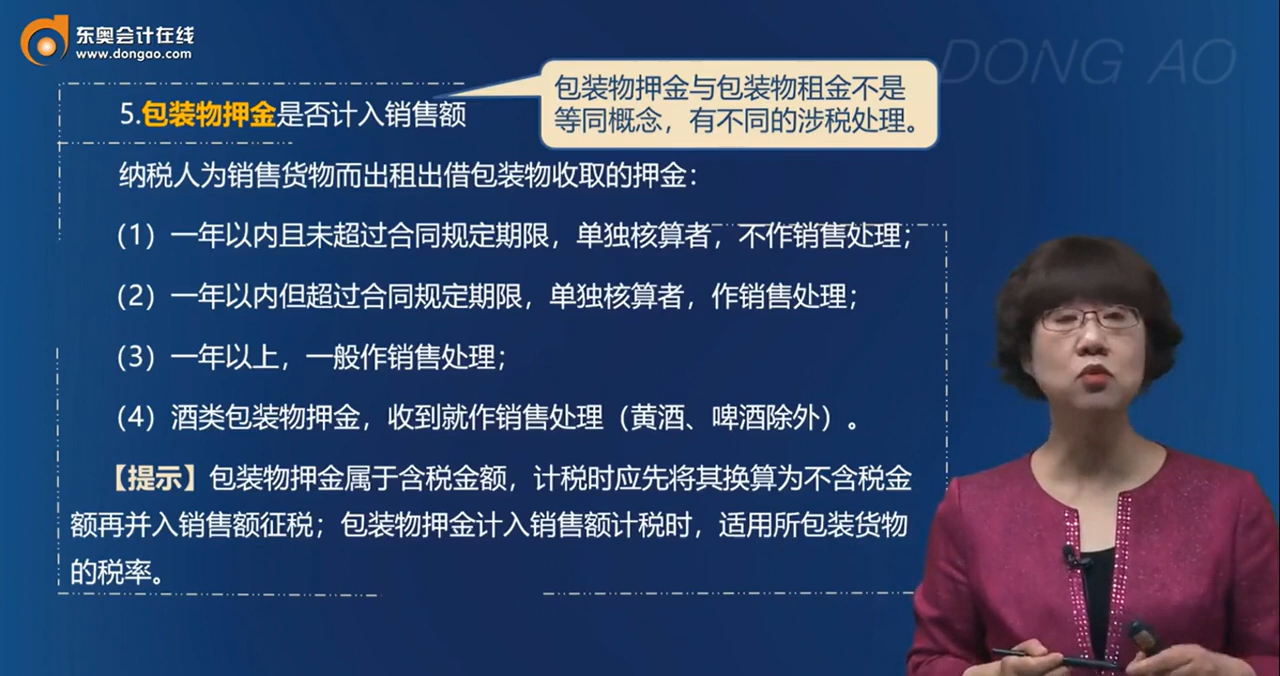 东奥会计在线
www.dongao.com
DONG AO
包装物押金与包装物租金不是
等同概念，有不同的涉税处理。
5.包装物押金是否计入销售额
纳税人为销售货物而出租出借包装物收取的押金：
（1）一年以内且未超过合同规定期限，单独核算者，不作销售处理；
（2）一年以内但超过合同规定期限，单独核算者，作销售处理；
（3）一年以上，一般作销售处理；
（4）酒类包装物押金，收到就作销售处理（黄酒、啤酒除外）。
【提示】包装物押金属于含税金额，计税时应先将其换算为不含税金
额再并入销售额征税；包装物押金计入销售额计税时，适用所包装货物
的税率。